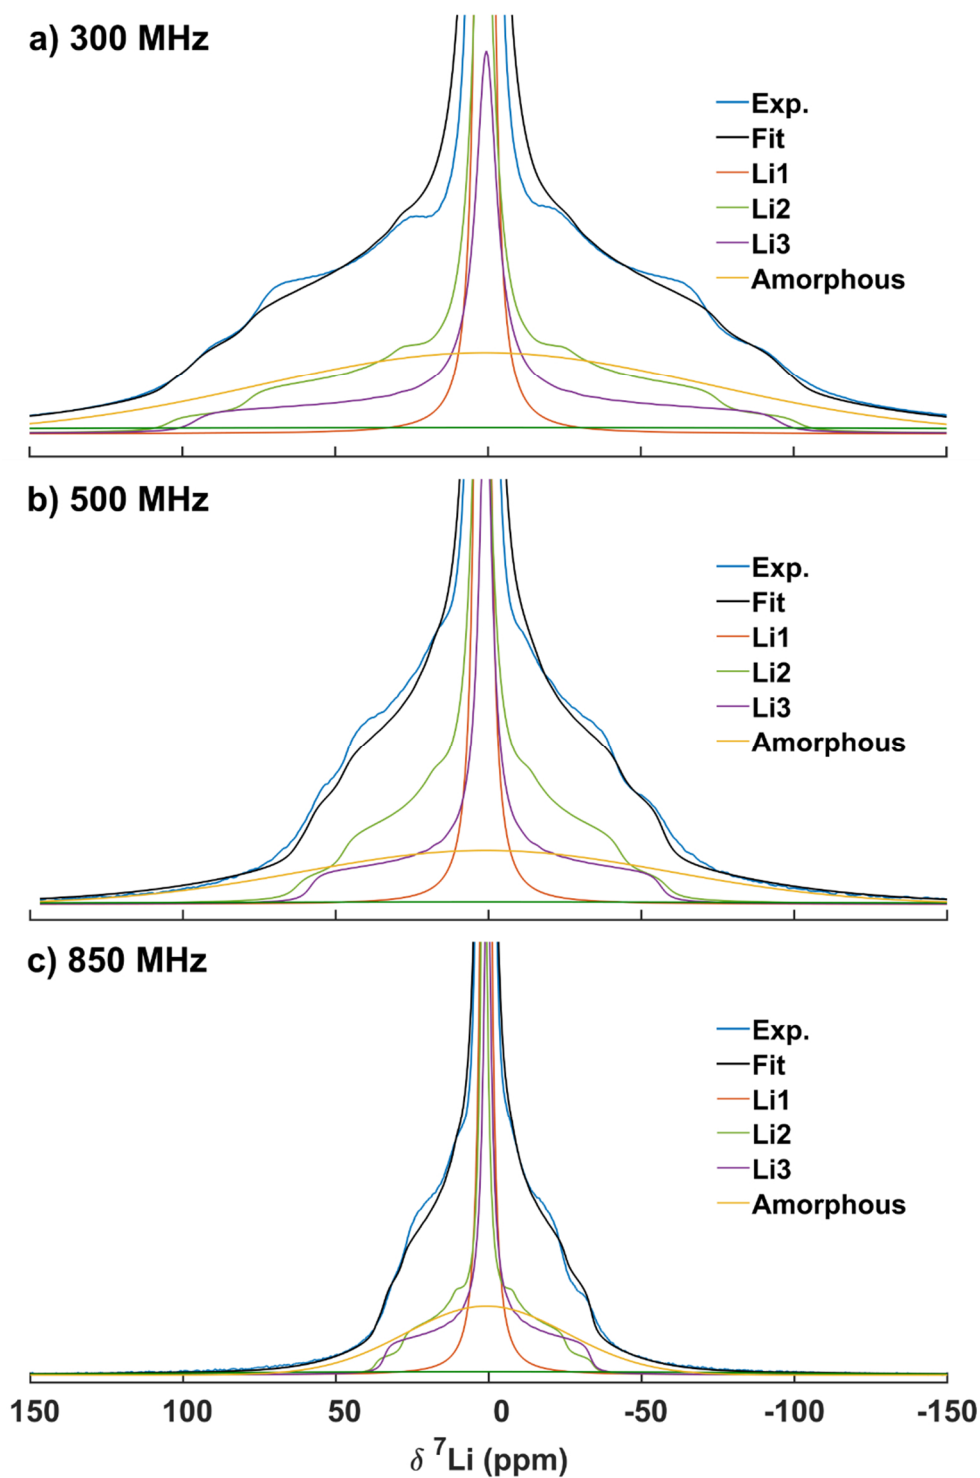 a) 300 MHz
Exp.
Fit
Li1
Li2
Li3
Amorphous
b) 500 MHz
Exp.
Fit
Li1
Li2
Li3
Amorphous
c) 850 MHz
Exp.
Fit
Li1
Li2
Li3
Amorphous
150 100 50 0 -50 -100 -150
δ ⁷Li (ppm)